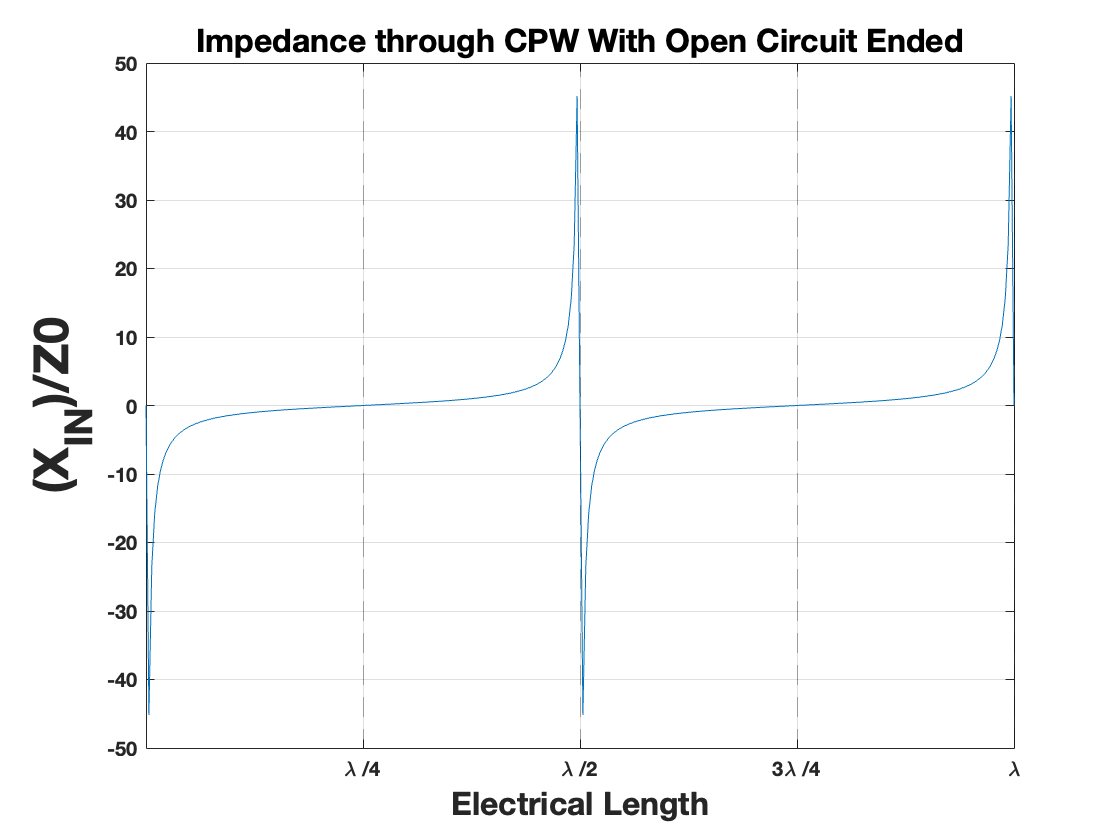 Impedance through CPW With Open Circuit Ended
50
40
30
20
10
0
-10
-20
-30
-40
-50
(X_IN)/Z0
λ/4
λ/2
3λ/4
λ
Electrical Length